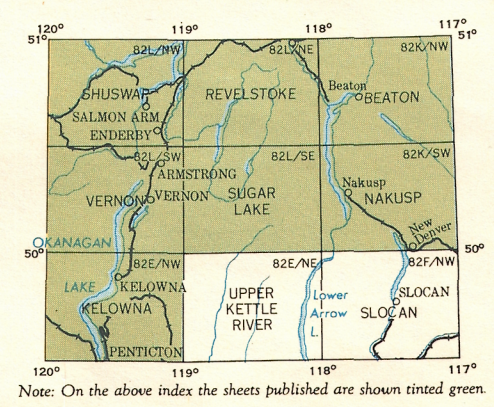 119° 118° 117°
51° 51°
82L/NW 82L/NE 82K/NW
SHUSWAP REVELSTOKE Beaton BEATON
SALMON ARM
ENDERBY
82L/SW 82L/SE 82K/SW
ARMSTRONG
VERNON VERNON SUGAR LAKE Nakusp NAKUSP
OKANAGAN New Denver
50° 50°
82E/NW 82E/NE 82F/NW
LAKE KELOWNA UPPER KETTLE RIVER Lower Arrow L. SLOCAN
KELOWNA SLOCAN
PENTICTON
120° 119° 118° 117°
Note: On the above index the sheets published are shown tinted green.